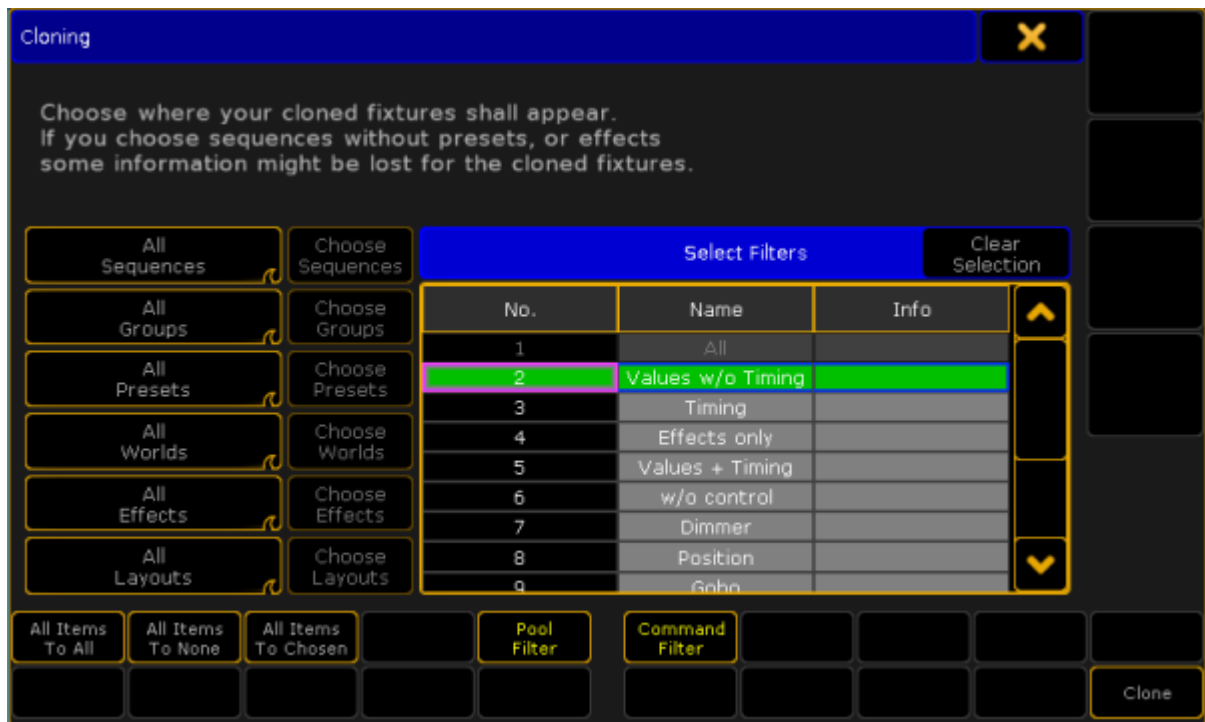 Cloning
Choose where your cloned fixtures shall appear.
If you choose sequences without presets, or effects
some information might be lost for the cloned fixtures.
All
Sequences
Choose
Sequences
Select Filters
Clear
Selection
All
Groups
Choose
Groups
No.
Name
Info
1
All
All
Presets
Choose
Presets
2
Values w/o Timing
3
Timing
All
Worlds
Choose
Worlds
4
Effects only
5
Values + Timing
All
Effects
Choose
Effects
6
w/o control
7
Dimmer
All
Layouts
Choose
Layouts
8
Position
9
Gobo
All Items
To All
All Items
To None
All Items
To Chosen
Pool
Filter
Command
Filter
Clone